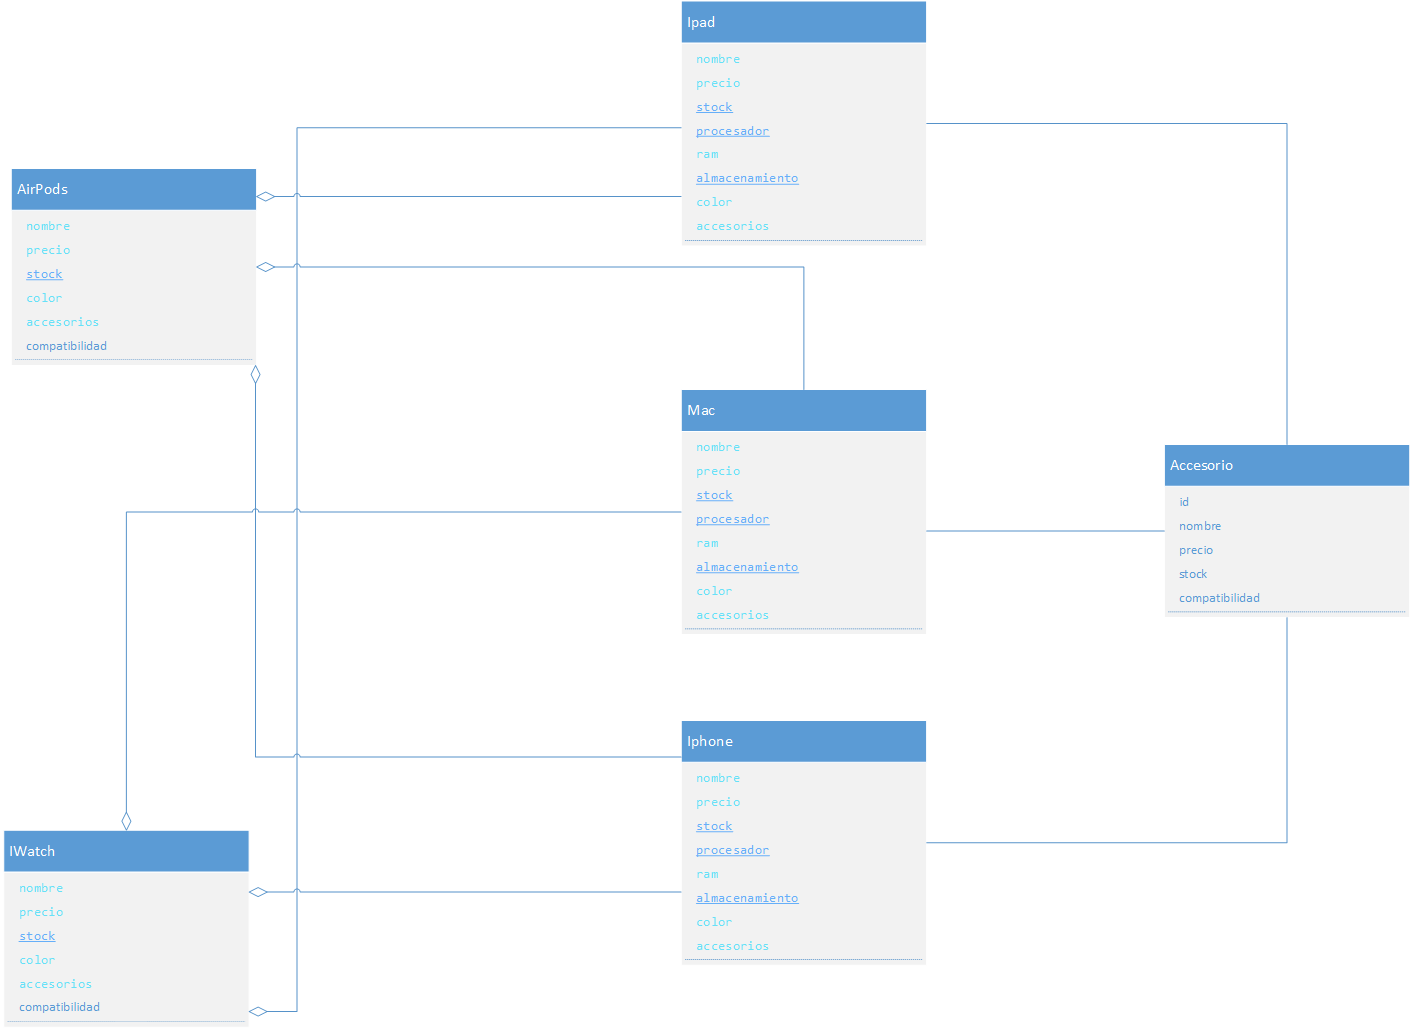 Ipad
nombre
precio
stock
procesador
ram
almacenamiento
color
accesorios
AirPods
nombre
precio
stock
color
accesorios
compatibilidad
Mac
nombre
precio
stock
procesador
ram
almacenamiento
color
accesorios
Accesorio
id
nombre
precio
stock
compatibilidad
Iphone
nombre
precio
stock
procesador
ram
almacenamiento
color
accesorios
IWatch
nombre
precio
stock
color
accesorios
compatibilidad